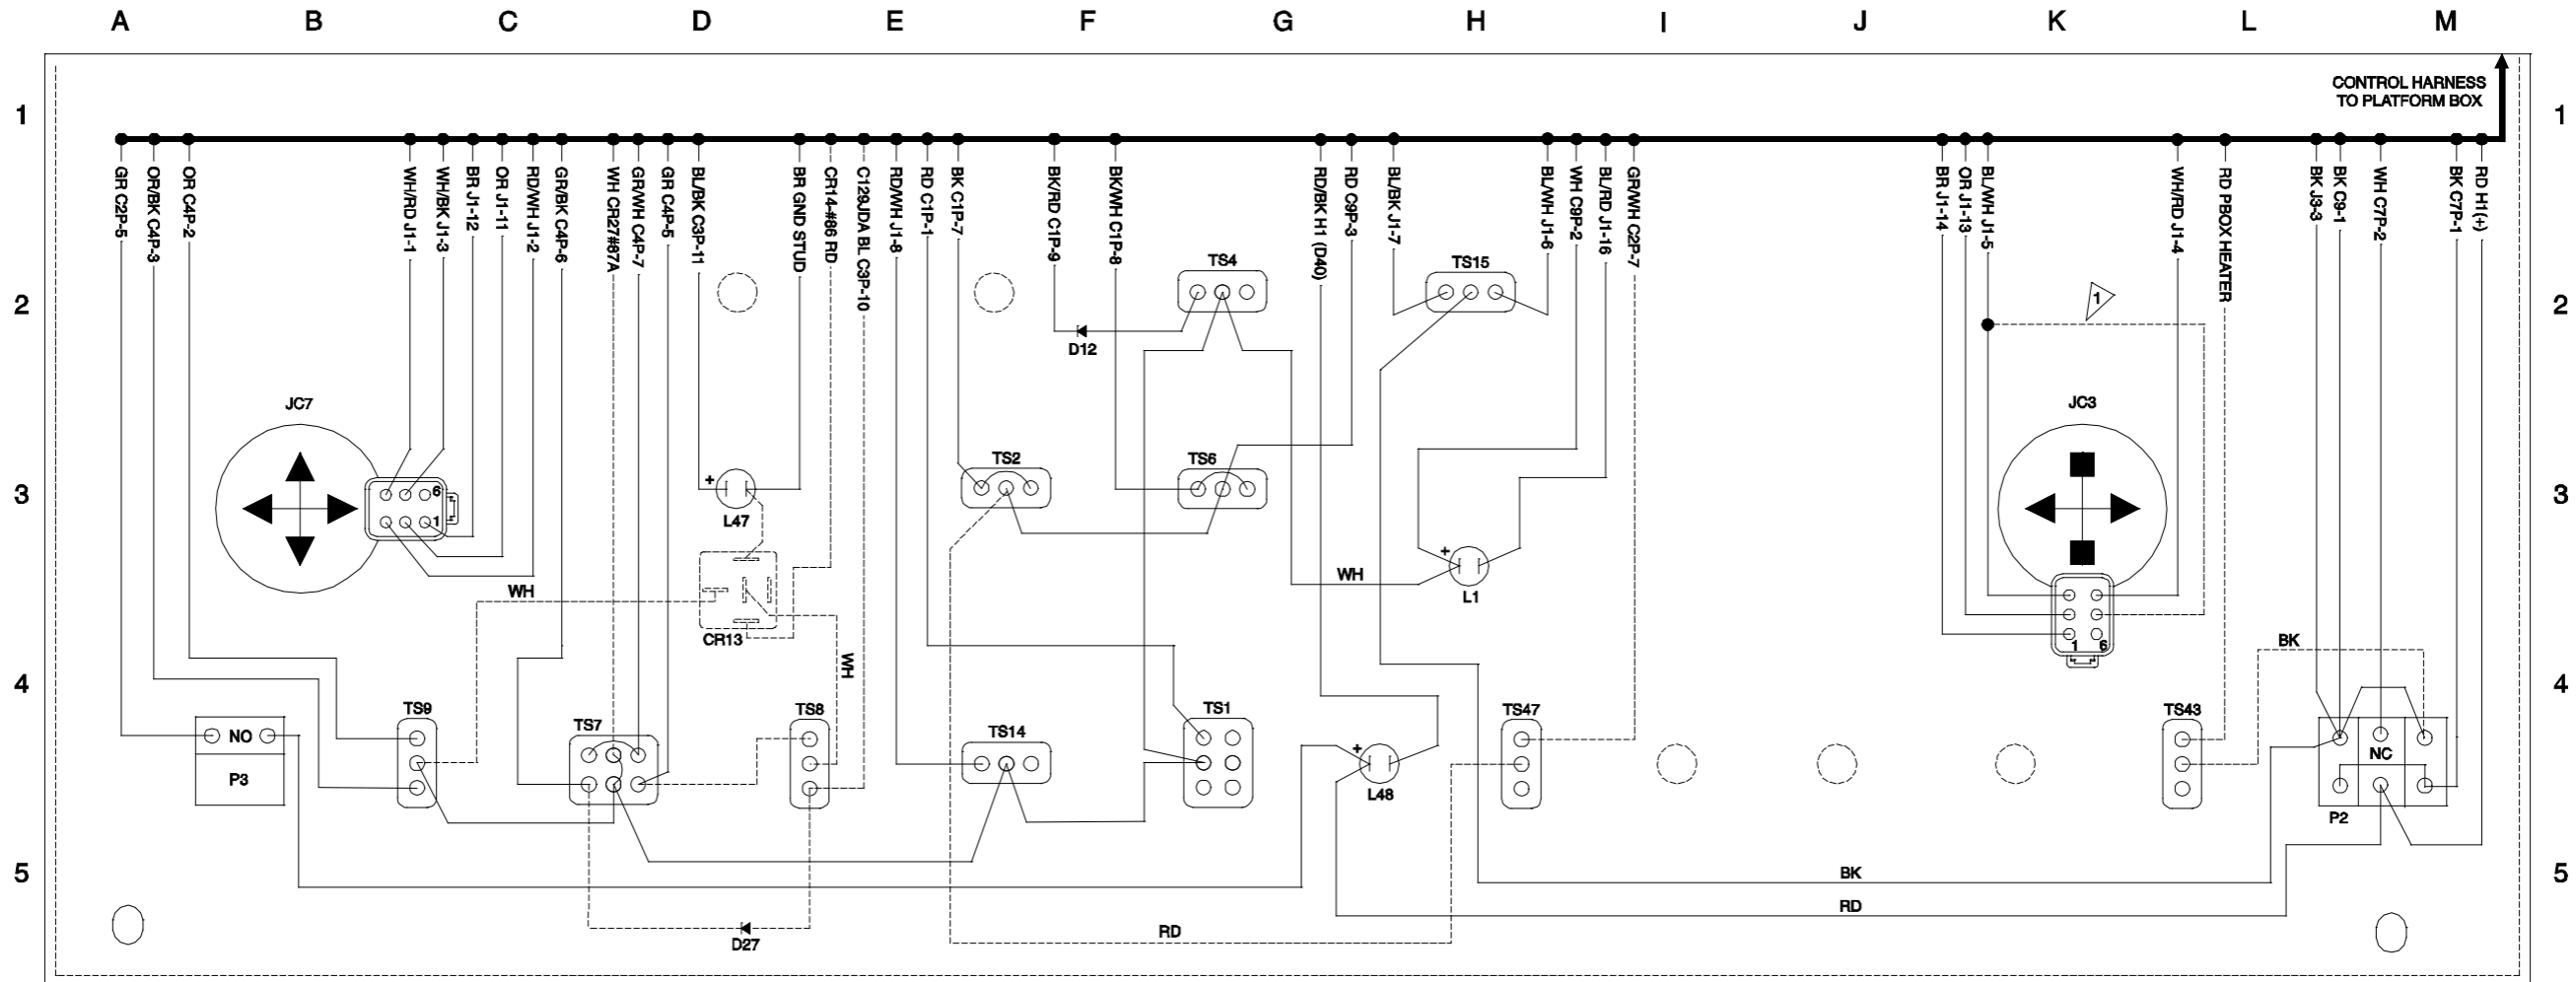 A B C D E F G H I J K L M
CONTROL HARNESS
TO PLATFORM BOX
1 1
GR C2P-5
OR/BK C4P-3
OR C4P-2
WH/RD J1-1
WH/BK J1-3
BR J1-12
OR J1-11
RD/WH J1-2
GR/BK C4P-6
WH CR27#87A
GR/WH C4P-7
GR C4P-5
BL/BK C3P-11
BR GND STUD
CR14-#86 RD
C129JDA BL C3P-10
RD/WH J1-8
RD C1P-1
BK C1P-7
BK/RD C1P-9
BK/WH C1P-8
RD/BK H1 (D40)
RD C9P-3
BL/BK J1-7
BL/WH J1-6
WH C9P-2
BL/RD J1-16
GR/WH C2P-7
BR J1-14
OR J1-13
BL/WH J1-5
WH/RD J1-4
RD PBOX HEATER
BK J3-3
BK C9-1
WH C7P-2
BK C7P-1
RD H1(+)
TS4 TS15
2 1 2
D12
JC7 JC3
TS2 TS6
3 + 6 3
1
L47
+
WH WH
L1
CR13
1 6
BK
WH
4 4
TS9 TS7 TS8 TS14 TS1 TS47 TS43
NO + NC
P3 L48
P2
5 BK 5
RD
RD
D27